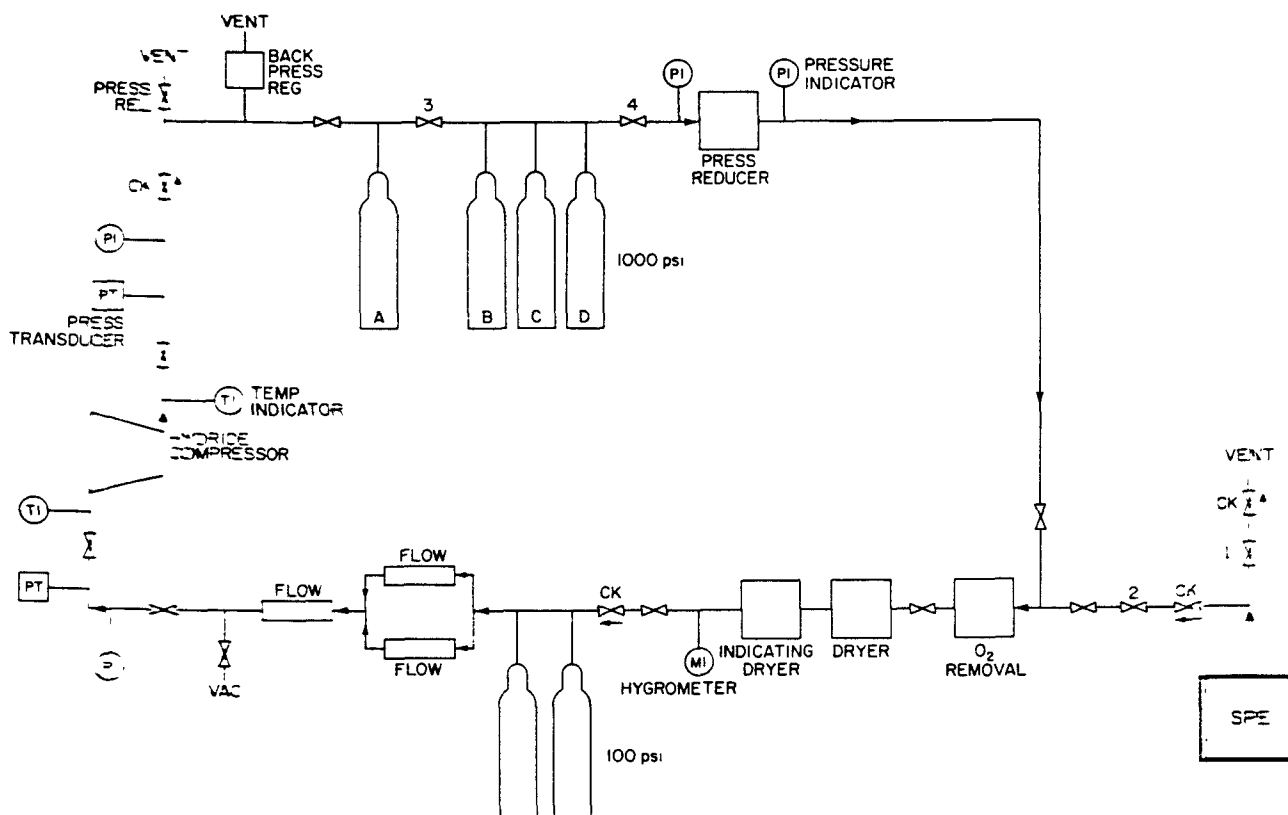 VENT
BACK
PRESS
REG
PRESS
3
4
PI
PI
PRESSURE
INDICATOR
PRESS
REDUCER
CK
PI
1000 psi
PT
PRESS
TRANSDUCER
A
B
C
D
TI
TEMP
INDICATOR
COMPRESSOR
VENT
TI
CK
PT
FLOW
FLOW
FLOW
CK
2
CK
VAC
MI
HYGROMETER
INDICATING
DRYER
DRYER
O2
REMOVAL
SPE
100 psi